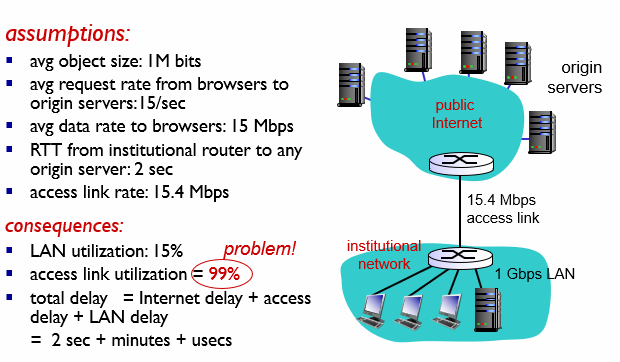 assumptions:
▪ avg object size: 1M bits
▪ avg request rate from browsers to
origin servers:15/sec
▪ avg data rate to browsers: 15 Mbps
▪ RTT from institutional router to any
origin server: 2 sec
▪ access link rate: 15.4 Mbps
consequences:
▪ LAN utilization: 15%
problem!
▪ access link utilization = 99%
▪ total delay = Internet delay + access
delay + LAN delay
= 2 sec + minutes + usecs
origin
servers
public
Internet
15.4 Mbps
access link
institutional
network
1 Gbps LAN